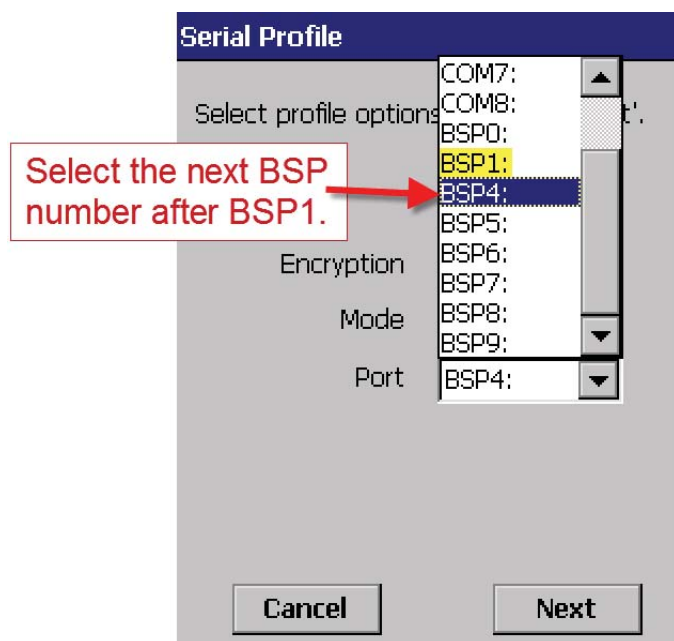 Serial Profile
COM7:
Select profile option
COM8:
t'.
BSP0:
BSP1:
Select the next BSP
number after BSP1.
BSP4:
BSP5:
Encryption
BSP6:
BSP7:
Mode
BSP8:
BSP9:
Port
BSP4:
Cancel
Next